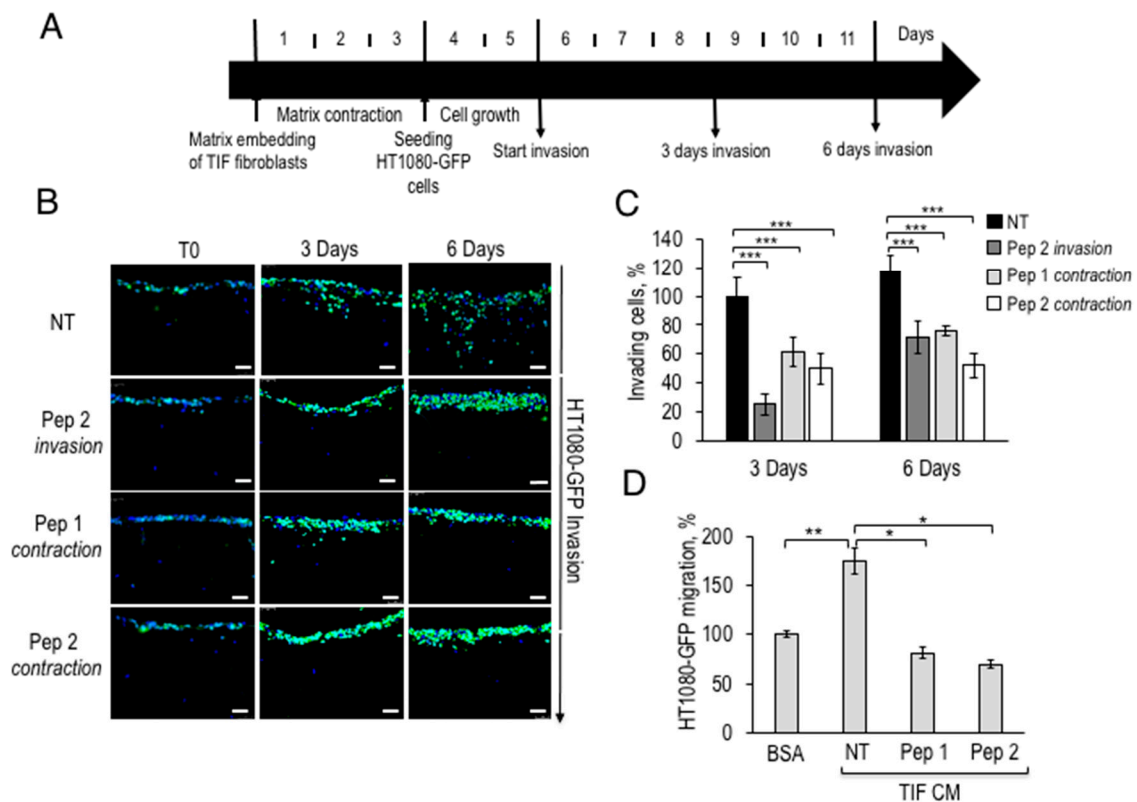 A
1 2 3 4 5 6 7 8 9 10 11 Days
Matrix contraction Cell growth
Matrix embedding
of TIF fibroblasts
Seeding
HT1080-GFP
cells
Start invasion
3 days invasion
6 days invasion
B
T0 3 Days 6 Days
NT
Pep 2
invasion
Pep 1
contraction
Pep 2
contraction
HT1080-GFP Invasion
C
NT
Pep 2 invasion
Pep 1 contraction
Pep 2 contraction
Invading cells, %
140
120
100
80
60
40
20
0
***
***
***
***
***
***
3 Days 6 Days
D
HT1080-GFP migration, %
200
150
100
50
0
**
*
*
BSA NT Pep 1 Pep 2
TIF CM